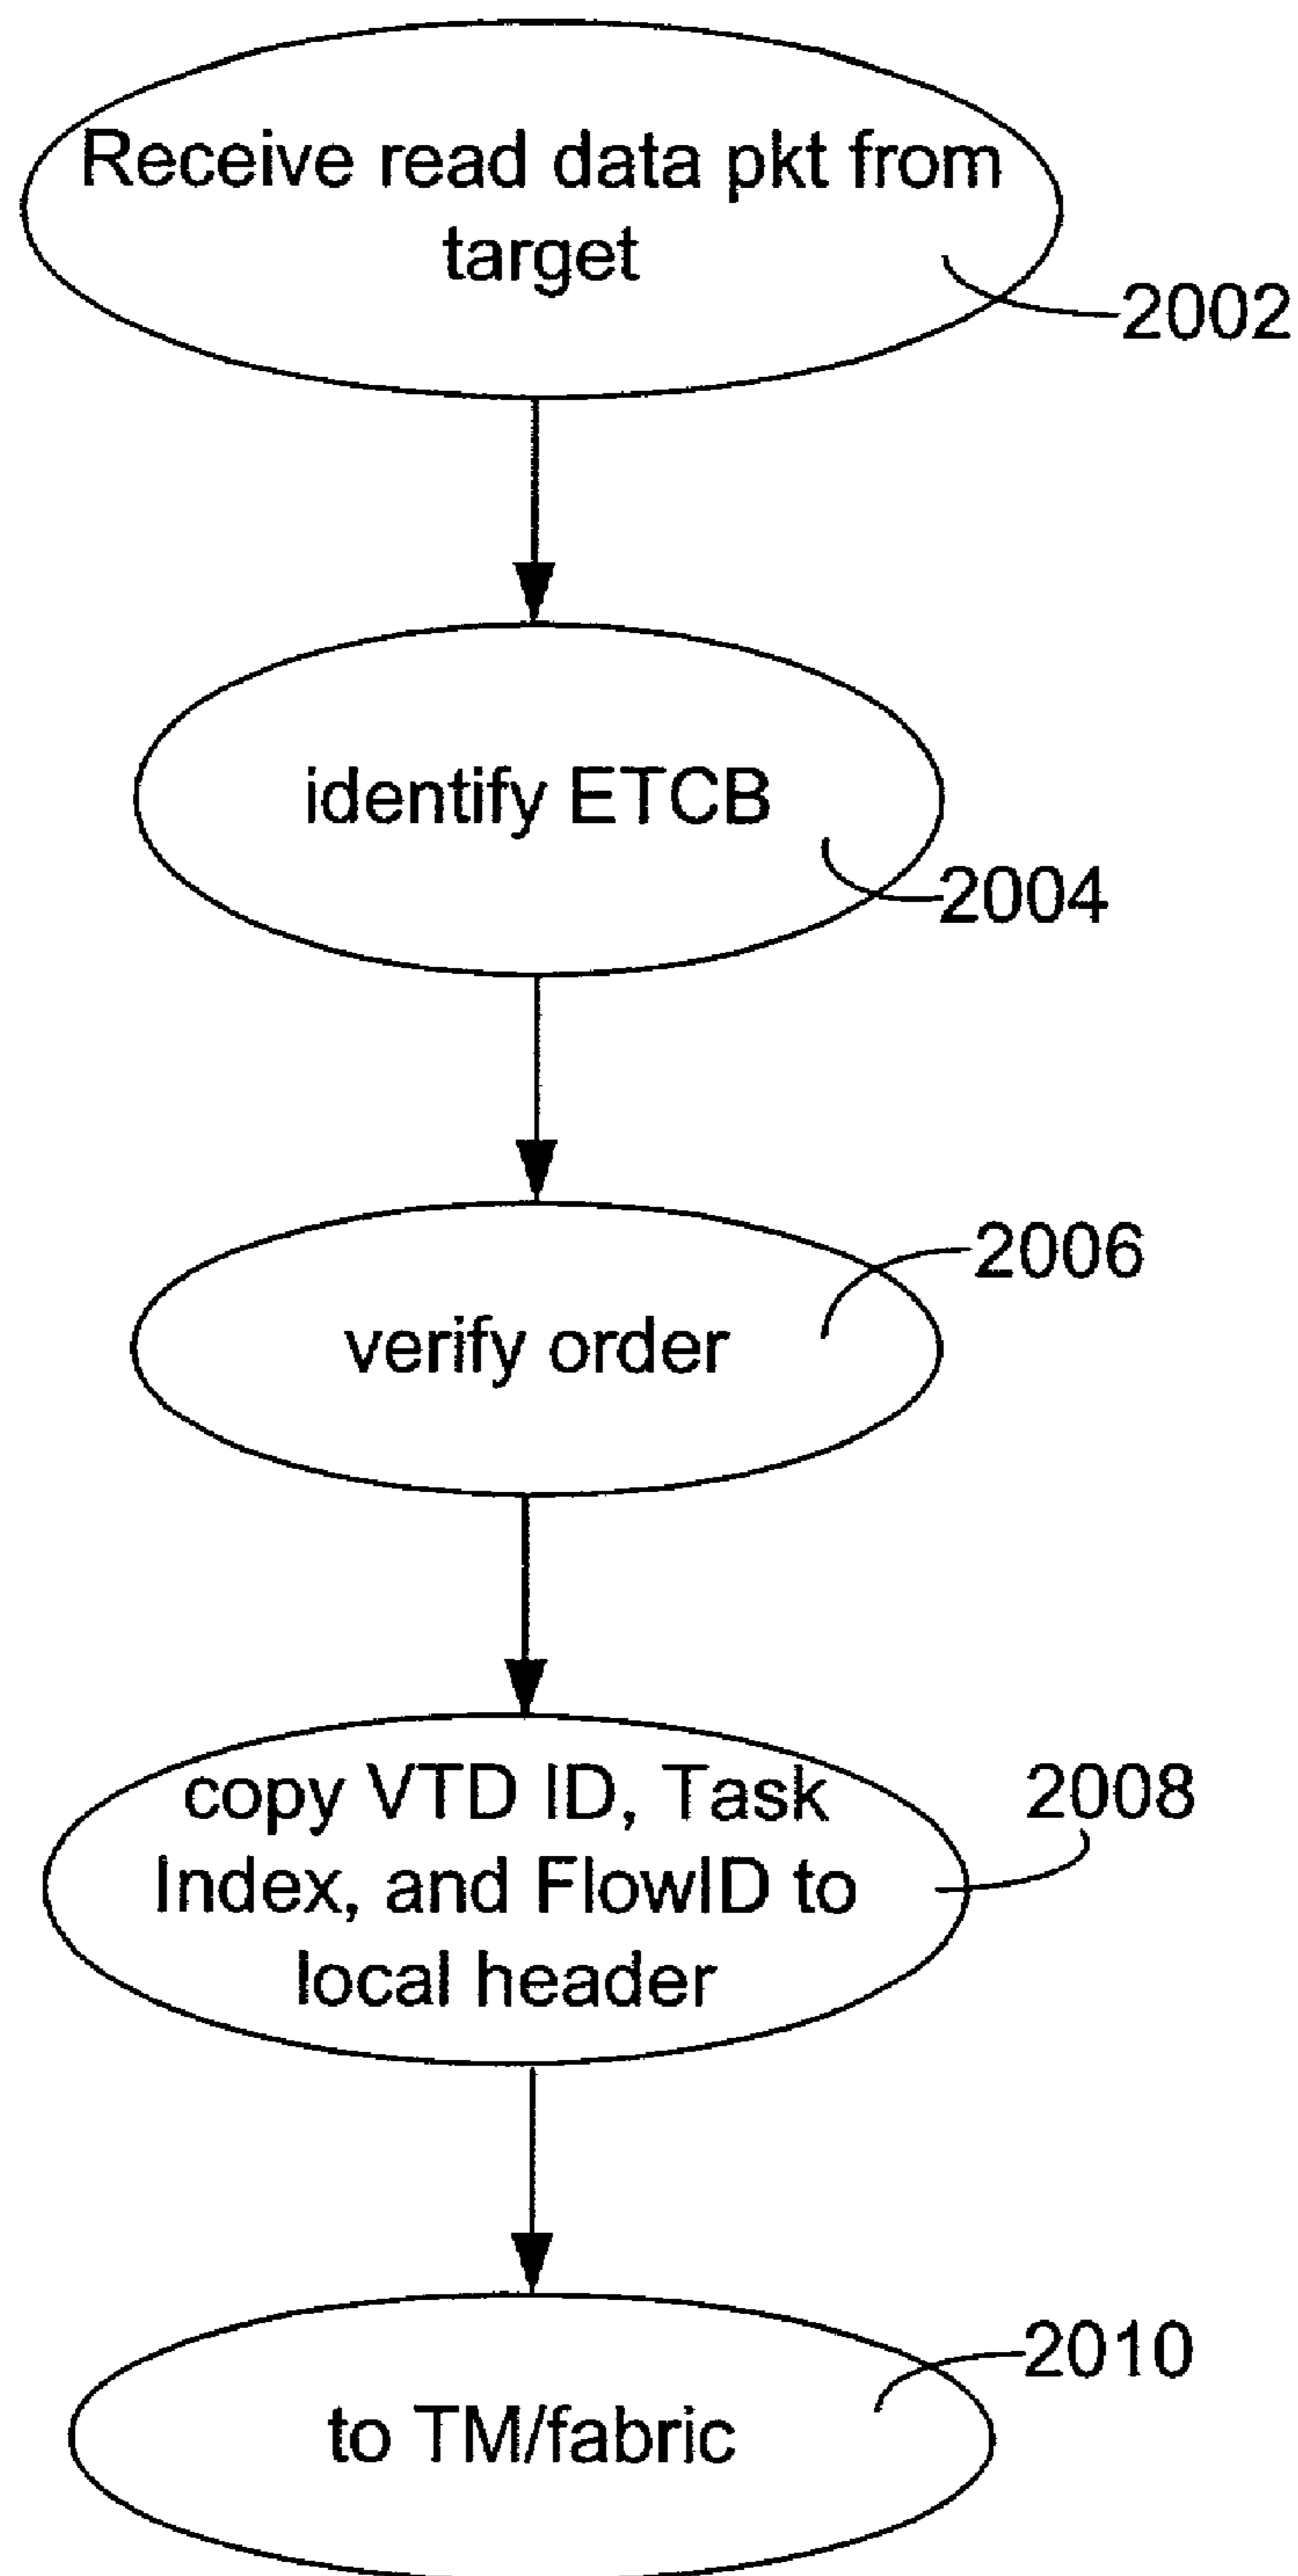 Receive read data pkt from
target
2002
identify ETCB
2004
2006
verify order
copy VTD ID, Task
Index, and FlowID to
local header
2008
2010
to TM/fabric